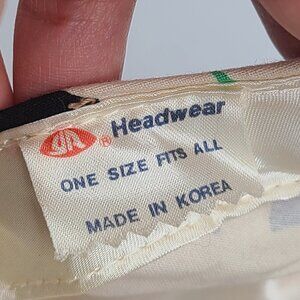 ® Headwear
ONE SIZE FITS ALL
MADE IN KOREA